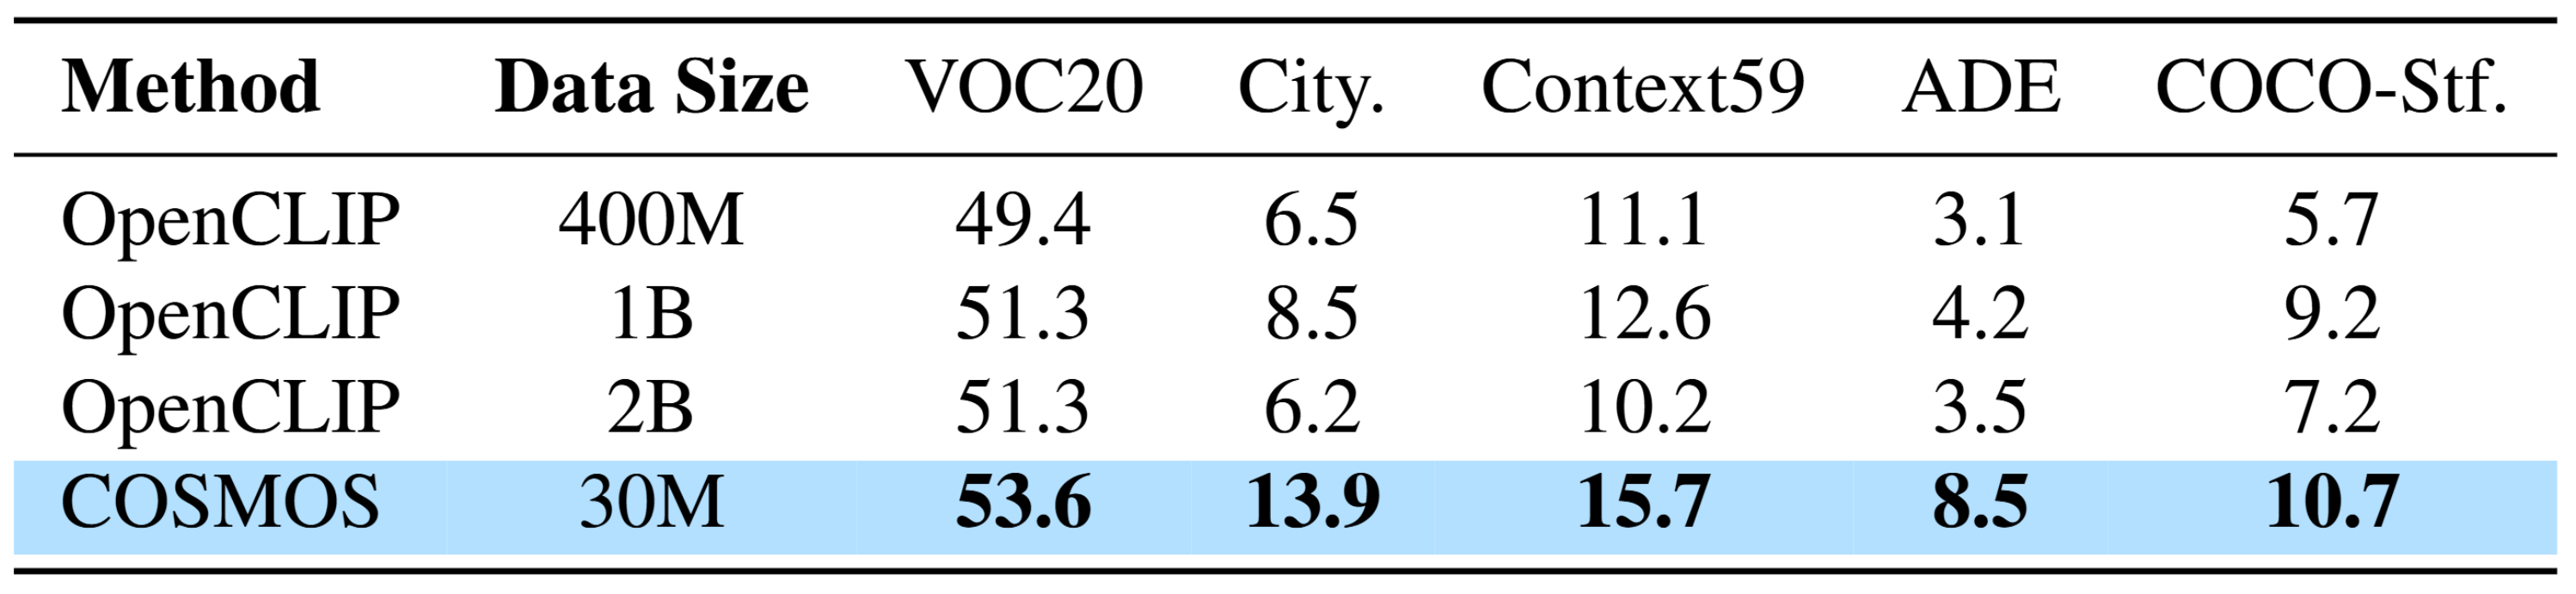 Method Data Size VOC20 City. Context59 ADE COCO-Stf.
OpenCLIP 400M 49.4 6.5 11.1 3.1 5.7
OpenCLIP 1B 51.3 8.5 12.6 4.2 9.2
OpenCLIP 2B 51.3 6.2 10.2 3.5 7.2
COSMOS 30M 53.6 13.9 15.7 8.5 10.7